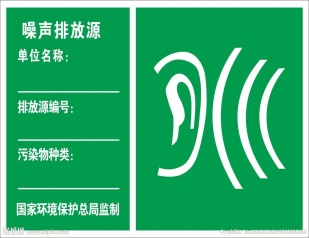 噪声排放源
单位名称：
排放源编号：
污染物种类：
国家环境保护总局监制